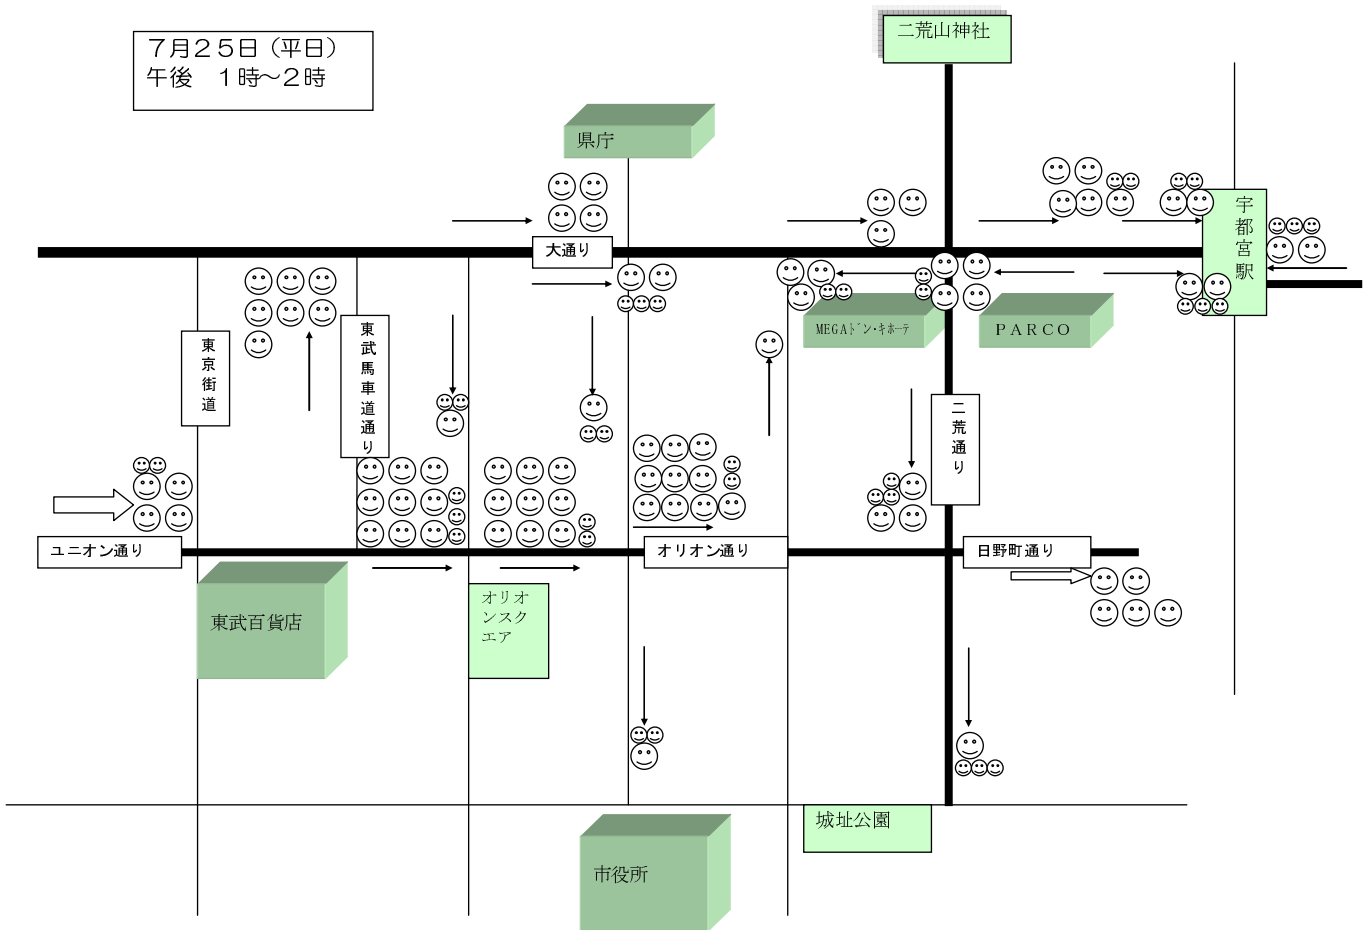 二荒山神社
７月２５日（平日）
午後　１時～２時
県庁
宇都宮駅
大通り
東武馬車道通り
東京街道
MEGAﾄﾞﾝ・ｷﾎｰﾃ
ＰＡＲＣＯ
二荒通り
ユニオン通り
オリオン通り
日野町通り
東武百貨店
オリオ
ンスク
エア
城址公園
市役所